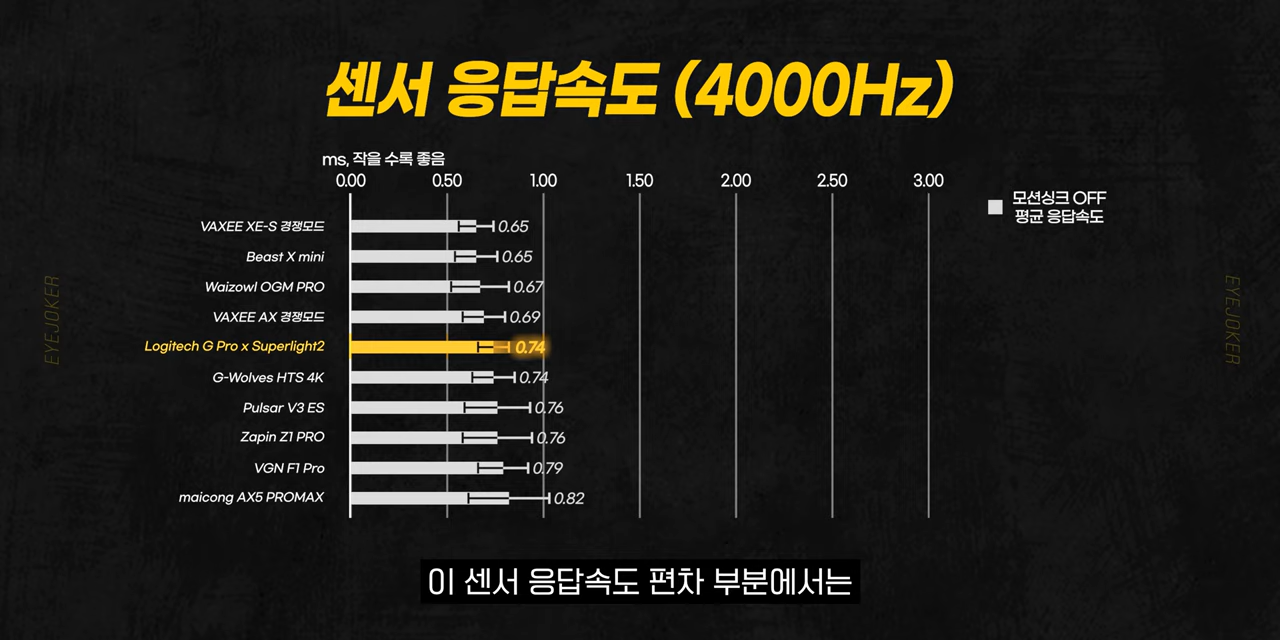 센서 응답속도 (4000Hz)
ms, 작을 수록 좋음
0.00 0.50 1.00 1.50 2.00 2.50 3.00
모션싱크 OFF
평균 응답속도
VAXEE XE-S 경쟁모드 0.65
Beast X mini 0.65
Waizowl OGM PRO 0.67
VAXEE AX 경쟁모드 0.69
Logitech G Pro x Superlight2 0.74
G-Wolves HTS 4K 0.74
Pulsar V3 ES 0.76
Zapin Z1 PRO 0.76
VGN F1 Pro 0.79
maicong AX5 PROMAX 0.82
EYEJOKER
EYEJOKER
이 센서 응답속도 편차 부분에서는